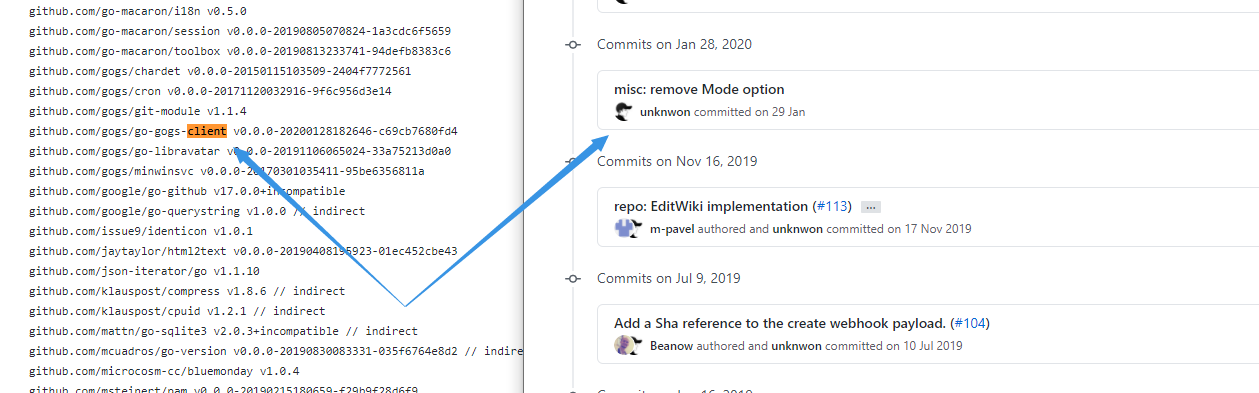 github.com/go-macaron/i18n v0.5.0
github.com/go-macaron/session v0.0.0-20190805070824-1a3cdc6f5659
github.com/go-macaron/toolbox v0.0.0-20190813233741-94defb8383c6
github.com/gogs/chardet v0.0.0-20150115103509-2404f7772561
github.com/gogs/cron v0.0.0-20171120032916-9f6c956d3e14
github.com/gogs/git-module v1.1.4
github.com/gogs/go-gogs-client v0.0.0-20200128182646-c69cb7680fd4
github.com/gogs/go-libravatar v0.0.0-20191106065024-33a75213d0a0
github.com/gogs/minwinsvc v0.0.0-20170301035411-95be6356811a
github.com/google/go-github v17.0.0+incompatible
github.com/google/go-querystring v1.0.0 // indirect
github.com/issue9/identicon v1.0.1
github.com/jaytaylor/html2text v0.0.0-20190408195923-01ec452cbe43
github.com/json-iterator/go v1.1.10
github.com/klauspost/compress v1.8.6 // indirect
github.com/klauspost/cpuid v1.2.1 // indirect
github.com/mattn/go-sqlite3 v2.0.3+incompatible // indirect
github.com/mcuadros/go-version v0.0.0-20190830083331-035f6764e8d2 // indire
github.com/microcosm-cc/bluemonday v1.0.4
github.com/msteinert/pam v0.0.0-20190215180659-f29b9f28d6f9
Commits on Jan 28, 2020
misc: remove Mode option
unknwon committed on 29 Jan
Commits on Nov 16, 2019
repo: EditWiki implementation (#113) ...
m-pavel authored and unknwon committed on 17 Nov 2019
Commits on Jul 9, 2019
Add a Sha reference to the create webhook payload. (#104)
Beanow authored and unknwon committed on 10 Jul 2019